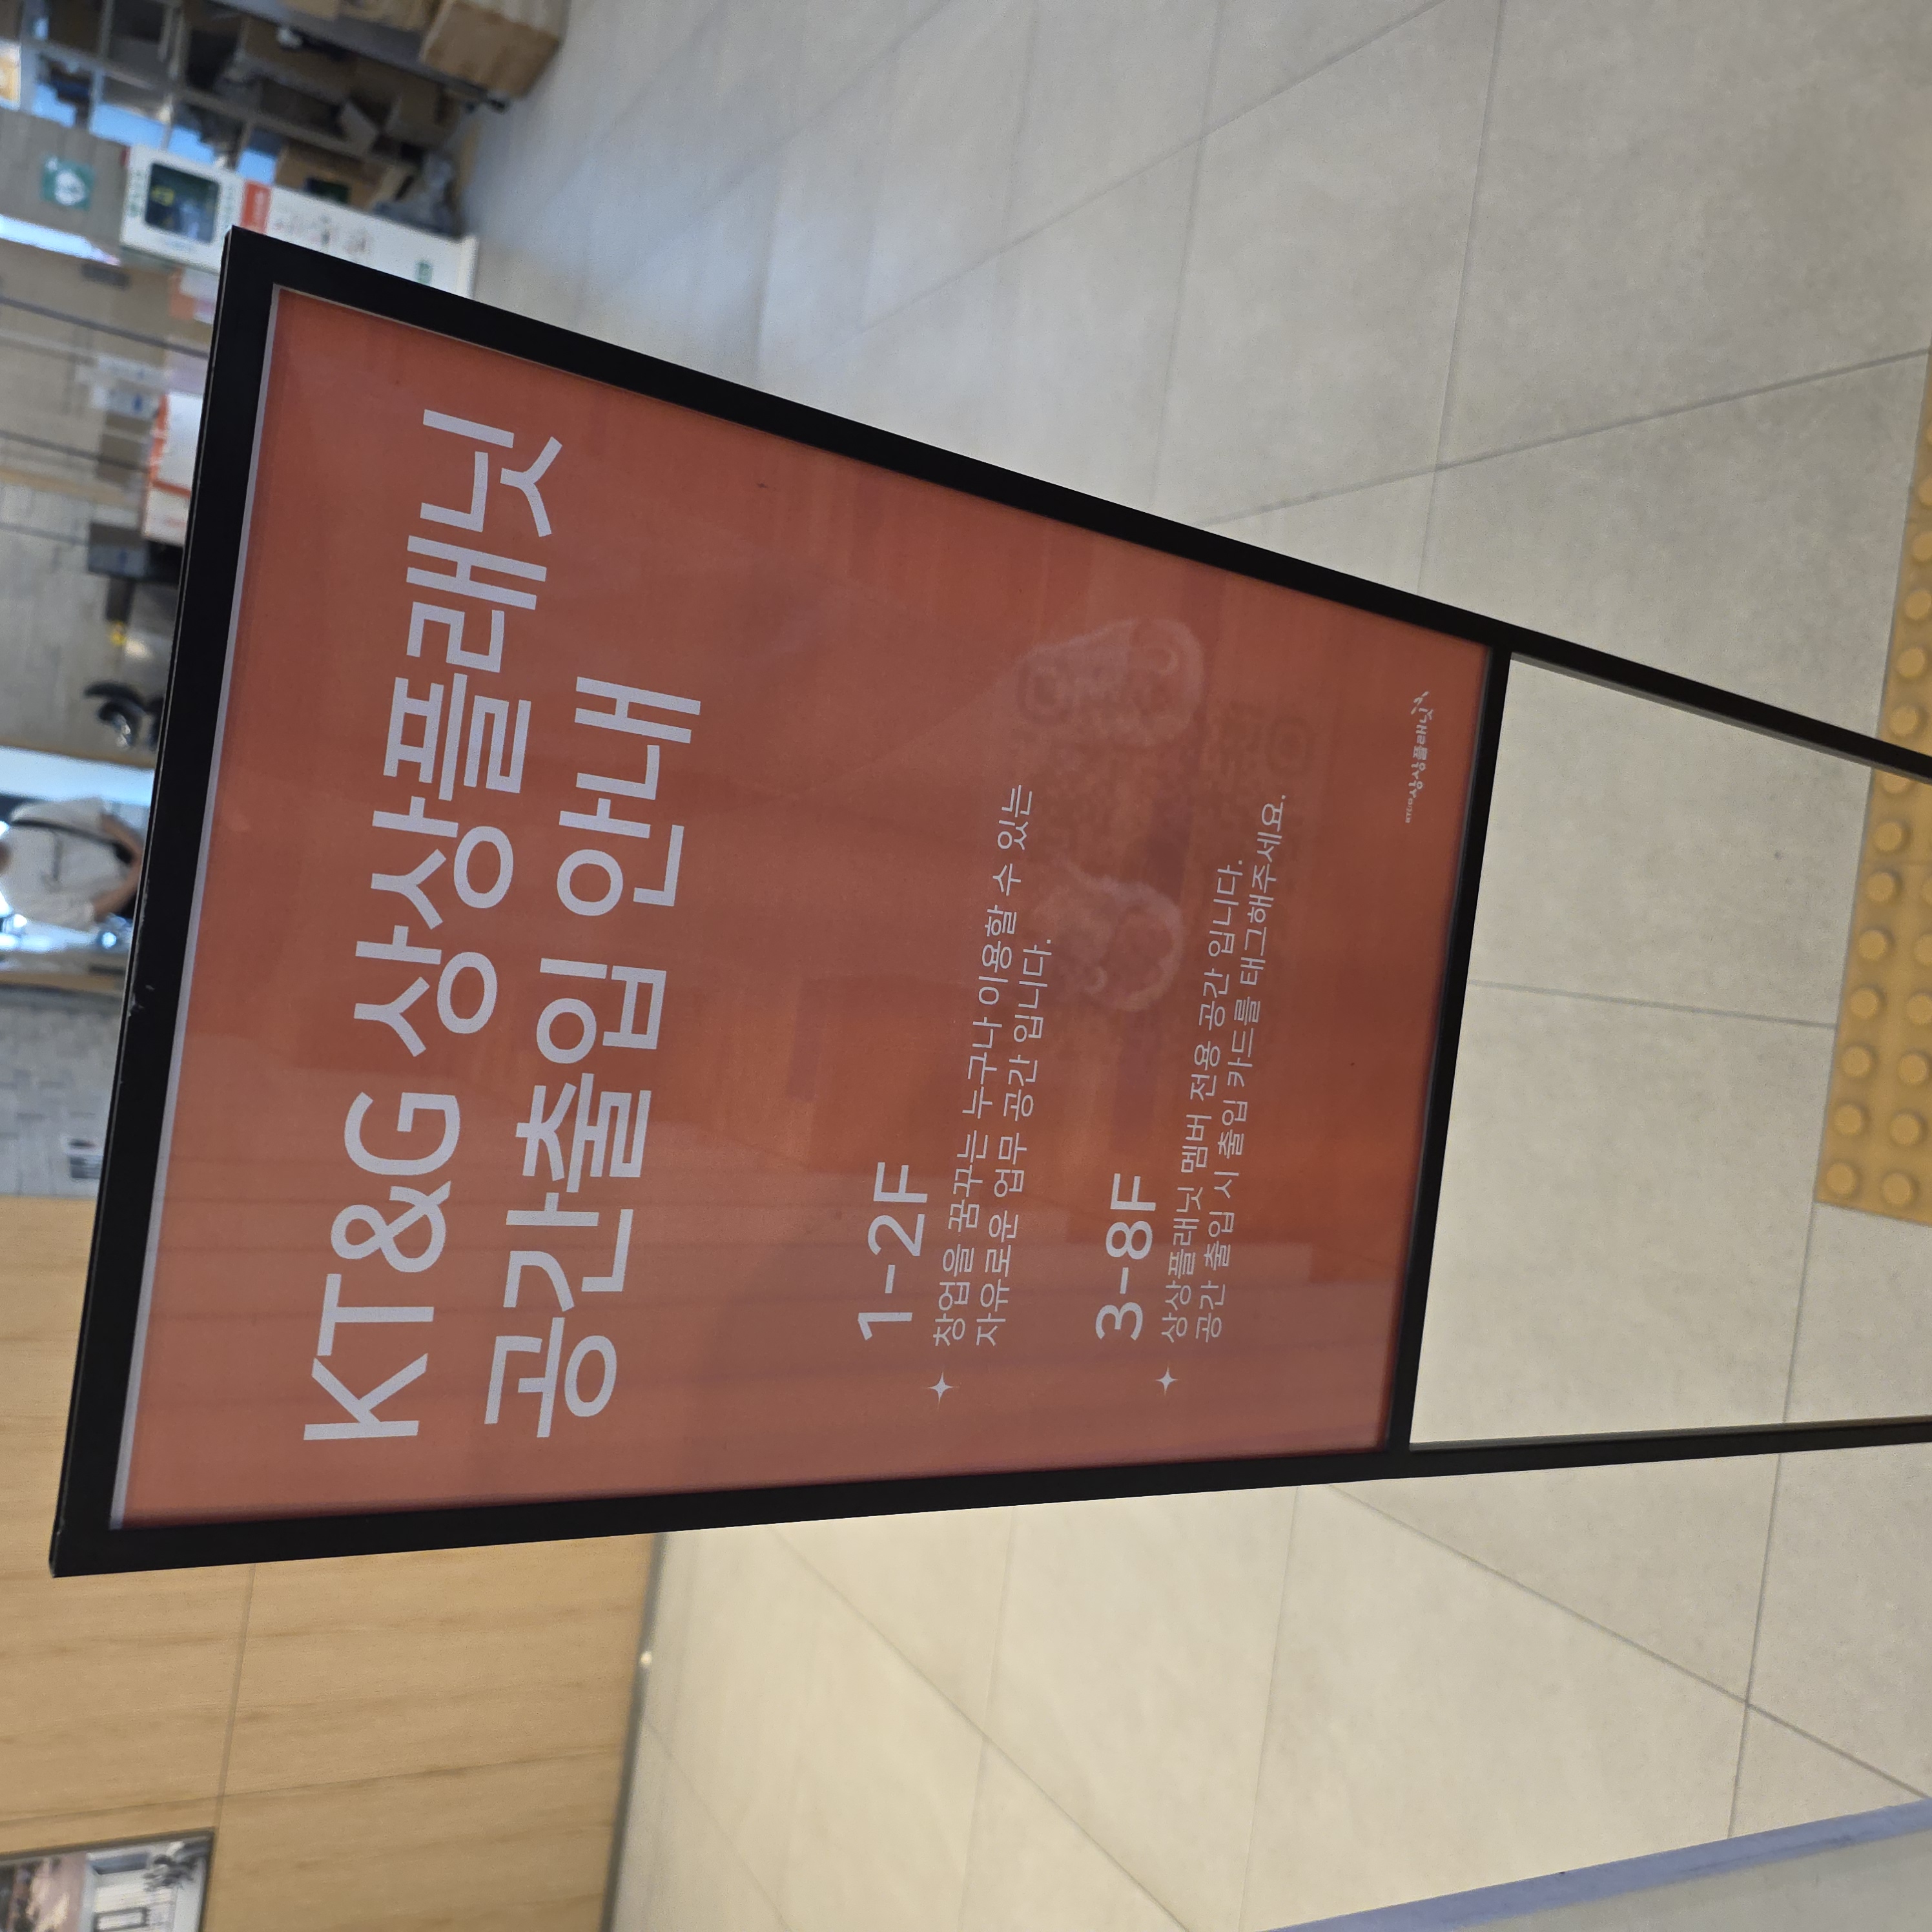 KT&G 상상플래닛
공간출입 안내
1-2F
창업을 꿈꾸는 누구나 이용할 수 있는
자유로운 업무 공간 입니다.
3-8F
상상플래닛 멤버 전용 공간 입니다.
공간 출입 시 출입 카드를 태그해주세요.
KT&G 상상플래닛